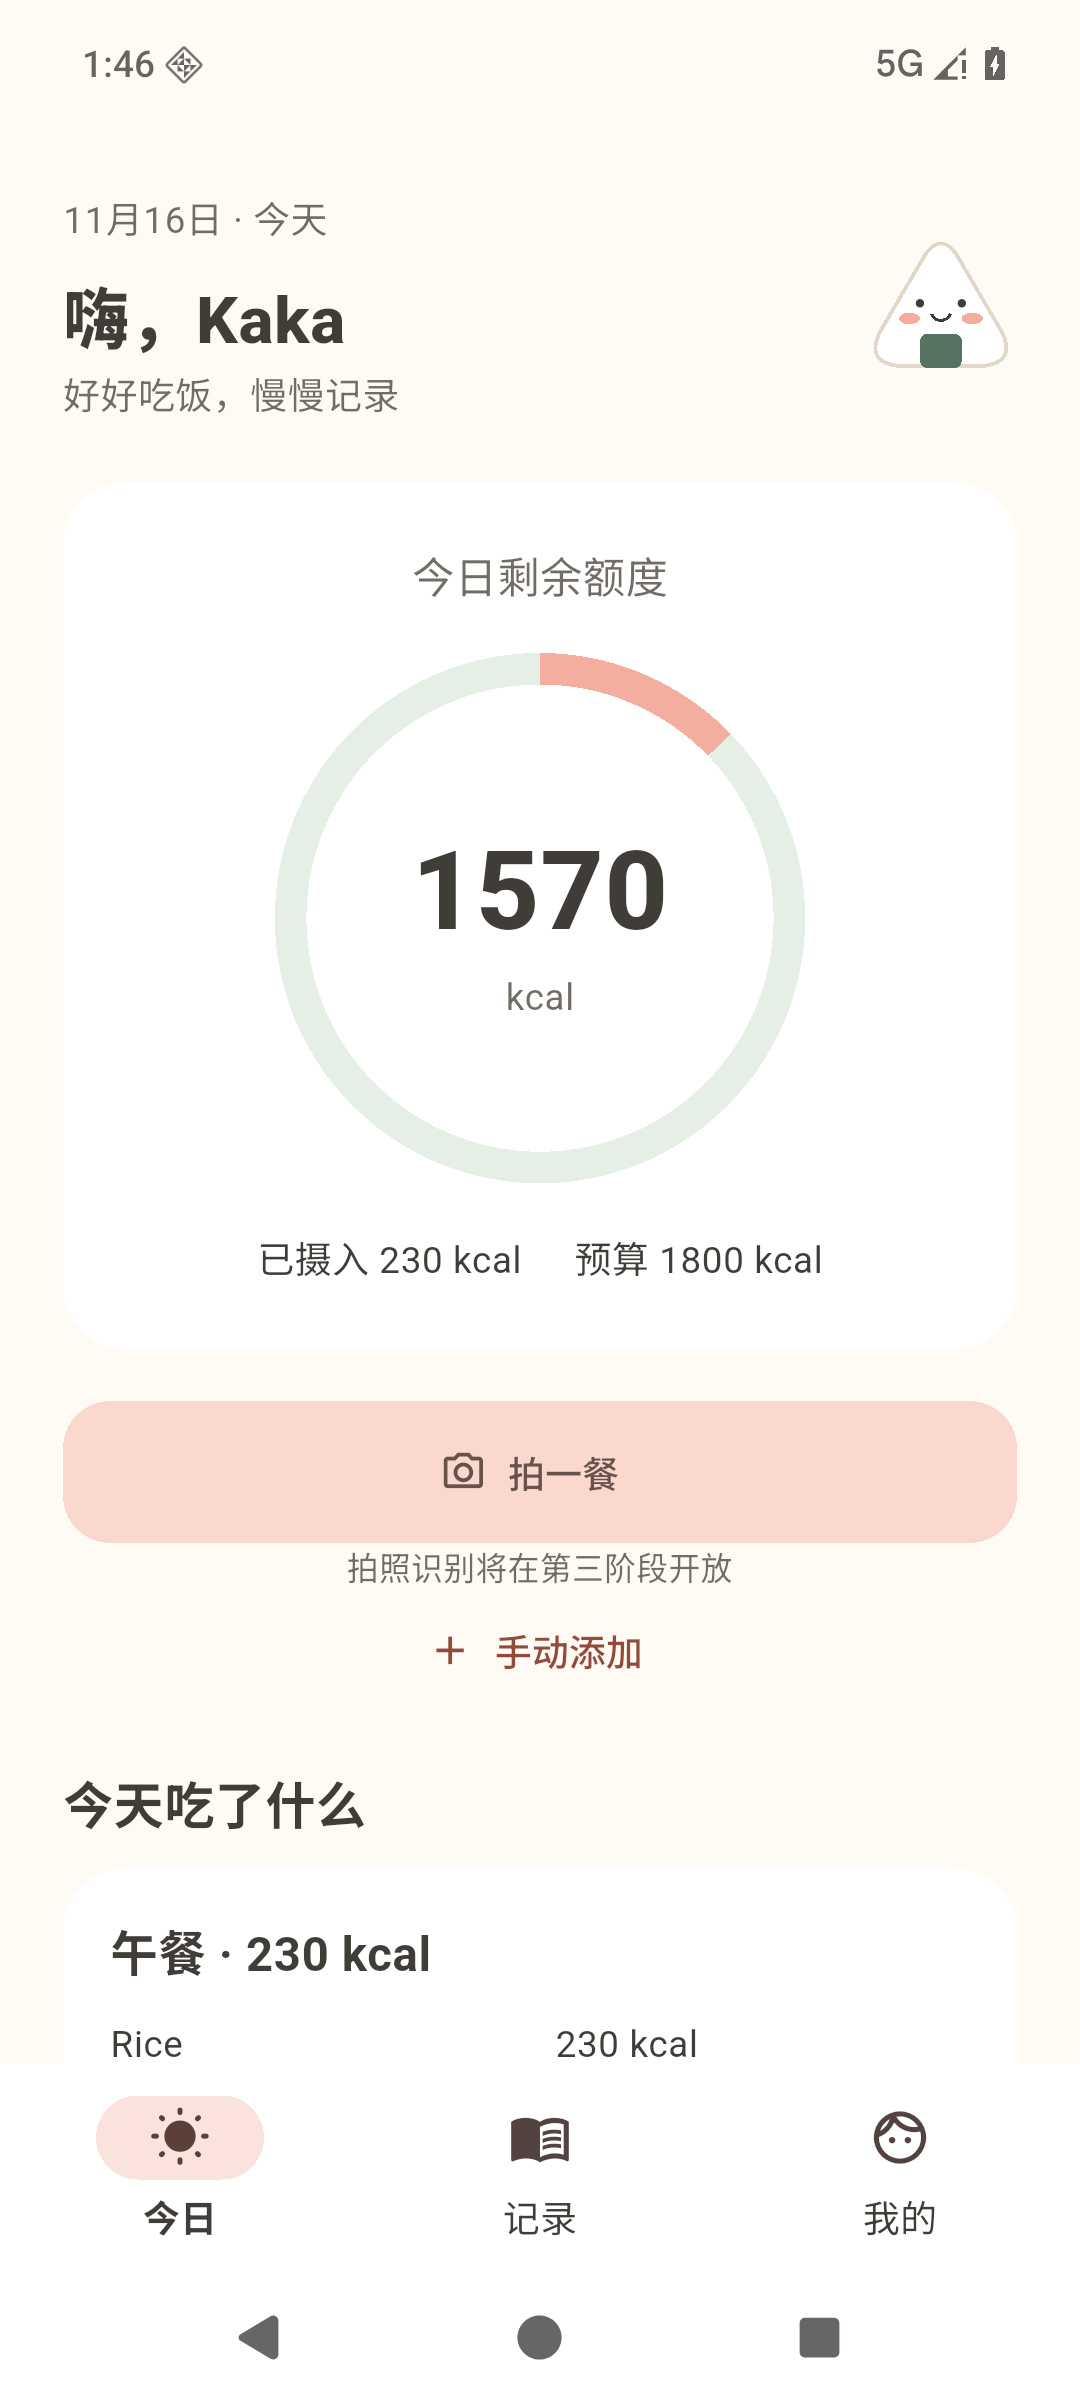 1:46
5G
11月16日 · 今天
嗨，Kaka
好好吃饭，慢慢记录
今日剩余额度
1570
kcal
已摄入 230 kcal 预算 1800 kcal
拍一餐
拍照识别将在第三阶段开放
手动添加
今天吃了什么
午餐 · 230 kcal
Rice 230 kcal
今日 记录 我的